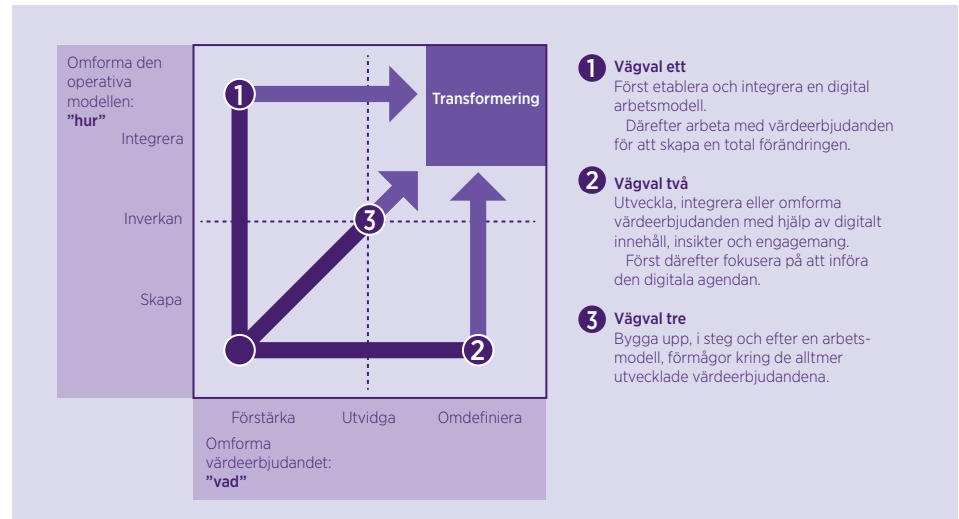 Omforma den
operativa
modellen:
”hur”
Integrera
Inverkan
Skapa
1
Transformering
3
2
Förstärka
Utvidga
Omdefiniera
Omforma
värdeerbjudandet:
”vad”
1 Vägval ett
Först etablera och integrera en digital
arbetsmodell.
Därefter arbeta med värdeerbjudanden
för att skapa en total förändringen.
2 Vägval två
Utveckla, integrera eller omforma
värdeerbjudanden med hjälp av digitalt
innehåll, insikter och engagemang.
Först därefter fokusera på att införa
den digitala agendan.
3 Vägval tre
Bygga upp, i steg och efter en arbets-
modell, förmågor kring de alltmer
utvecklade värdeerbjudandena.